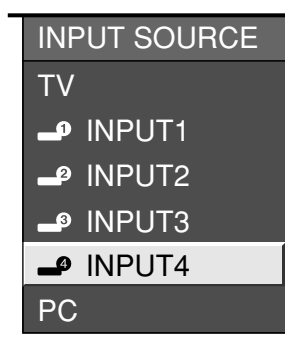 INPUT SOURCE
TV
1 INPUT1
2 INPUT2
3 INPUT3
4 INPUT4
PC